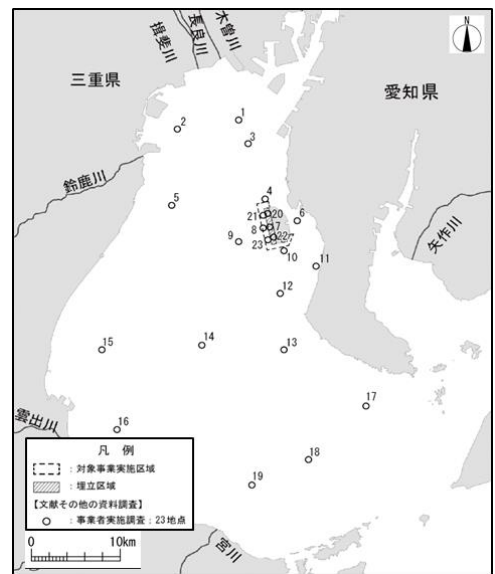 木曽川
長良川
揖斐川
N
三重県
愛知県
1
2
3
鈴鹿川
4
5
21
20
6
矢作川
8
7
9
23
22
10
11
12
14
13
15
17
16
雲出川
18
19
凡 例
: 対象事業実施区域
: 埋立区域
【文献その他の資料調査】
: 事業者実施調査:23地点
0 10km
宮川